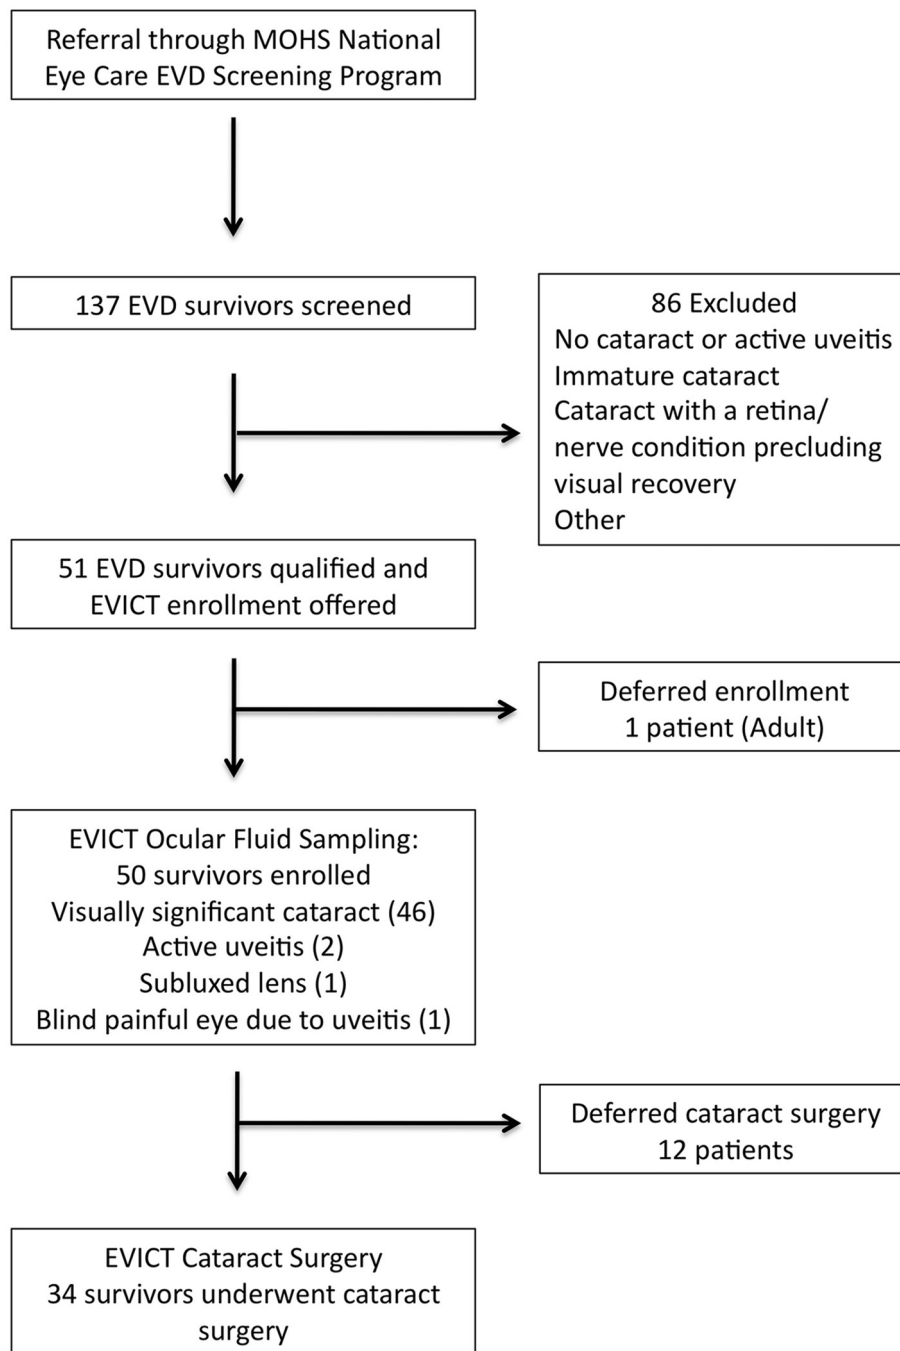 Referral through MOHS National
Eye Care EVD Screening Program
137 EVD survivors screened
86 Excluded
No cataract or active uveitis
Immature cataract
Cataract with a retina/
nerve condition precluding
visual recovery
Other
51 EVD survivors qualified and
EVICT enrollment offered
Deferred enrollment
1 patient (Adult)
EVICT Ocular Fluid Sampling:
50 survivors enrolled
Visually significant cataract (46)
Active uveitis (2)
Subluxed lens (1)
Blind painful eye due to uveitis (1)
Deferred cataract surgery
12 patients
EVICT Cataract Surgery
34 survivors underwent cataract
surgery